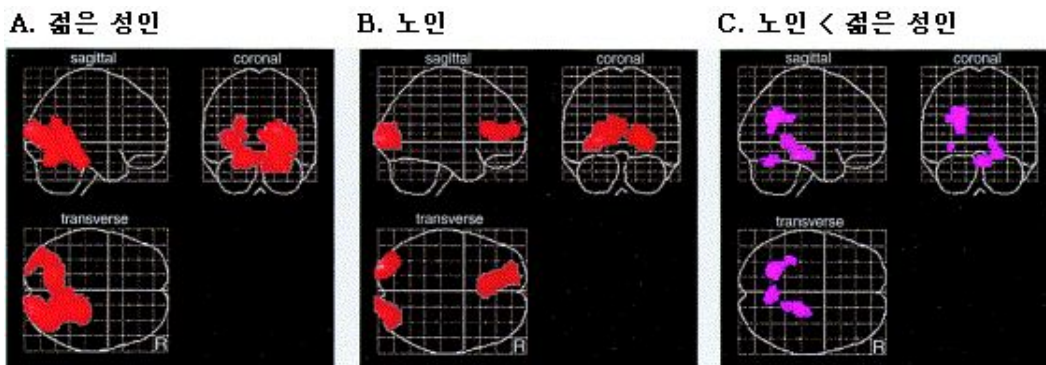 A. 젊은 성인
sagittal
coronal
transverse
R
B. 노인
sagittal
coronal
transverse
R
C. 노인 < 젊은 성인
sagittal
coronal
transverse
R